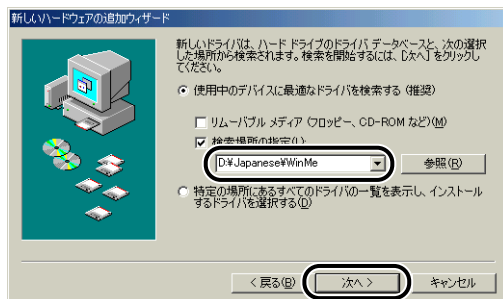 新しいハードウェアの追加ウィザード
新しいドライバは、ハード ドライブのドライバ データベースと、次の選択
した場所から検索されます。検索を開始するには、[次へ] をクリックし
てください。
使用中のデバイスに最適なドライバを検索する (推奨)
リムーバブル メディア (フロッピー、CD-ROM など)(M)
検索場所の指定(L)
D:¥Japanese¥WinMe
参照(R)
特定の場所にあるすべてのドライバの一覧を表示し、インストール
するドライバを選択する(D)
< 戻る(B)
次へ >
キャンセル